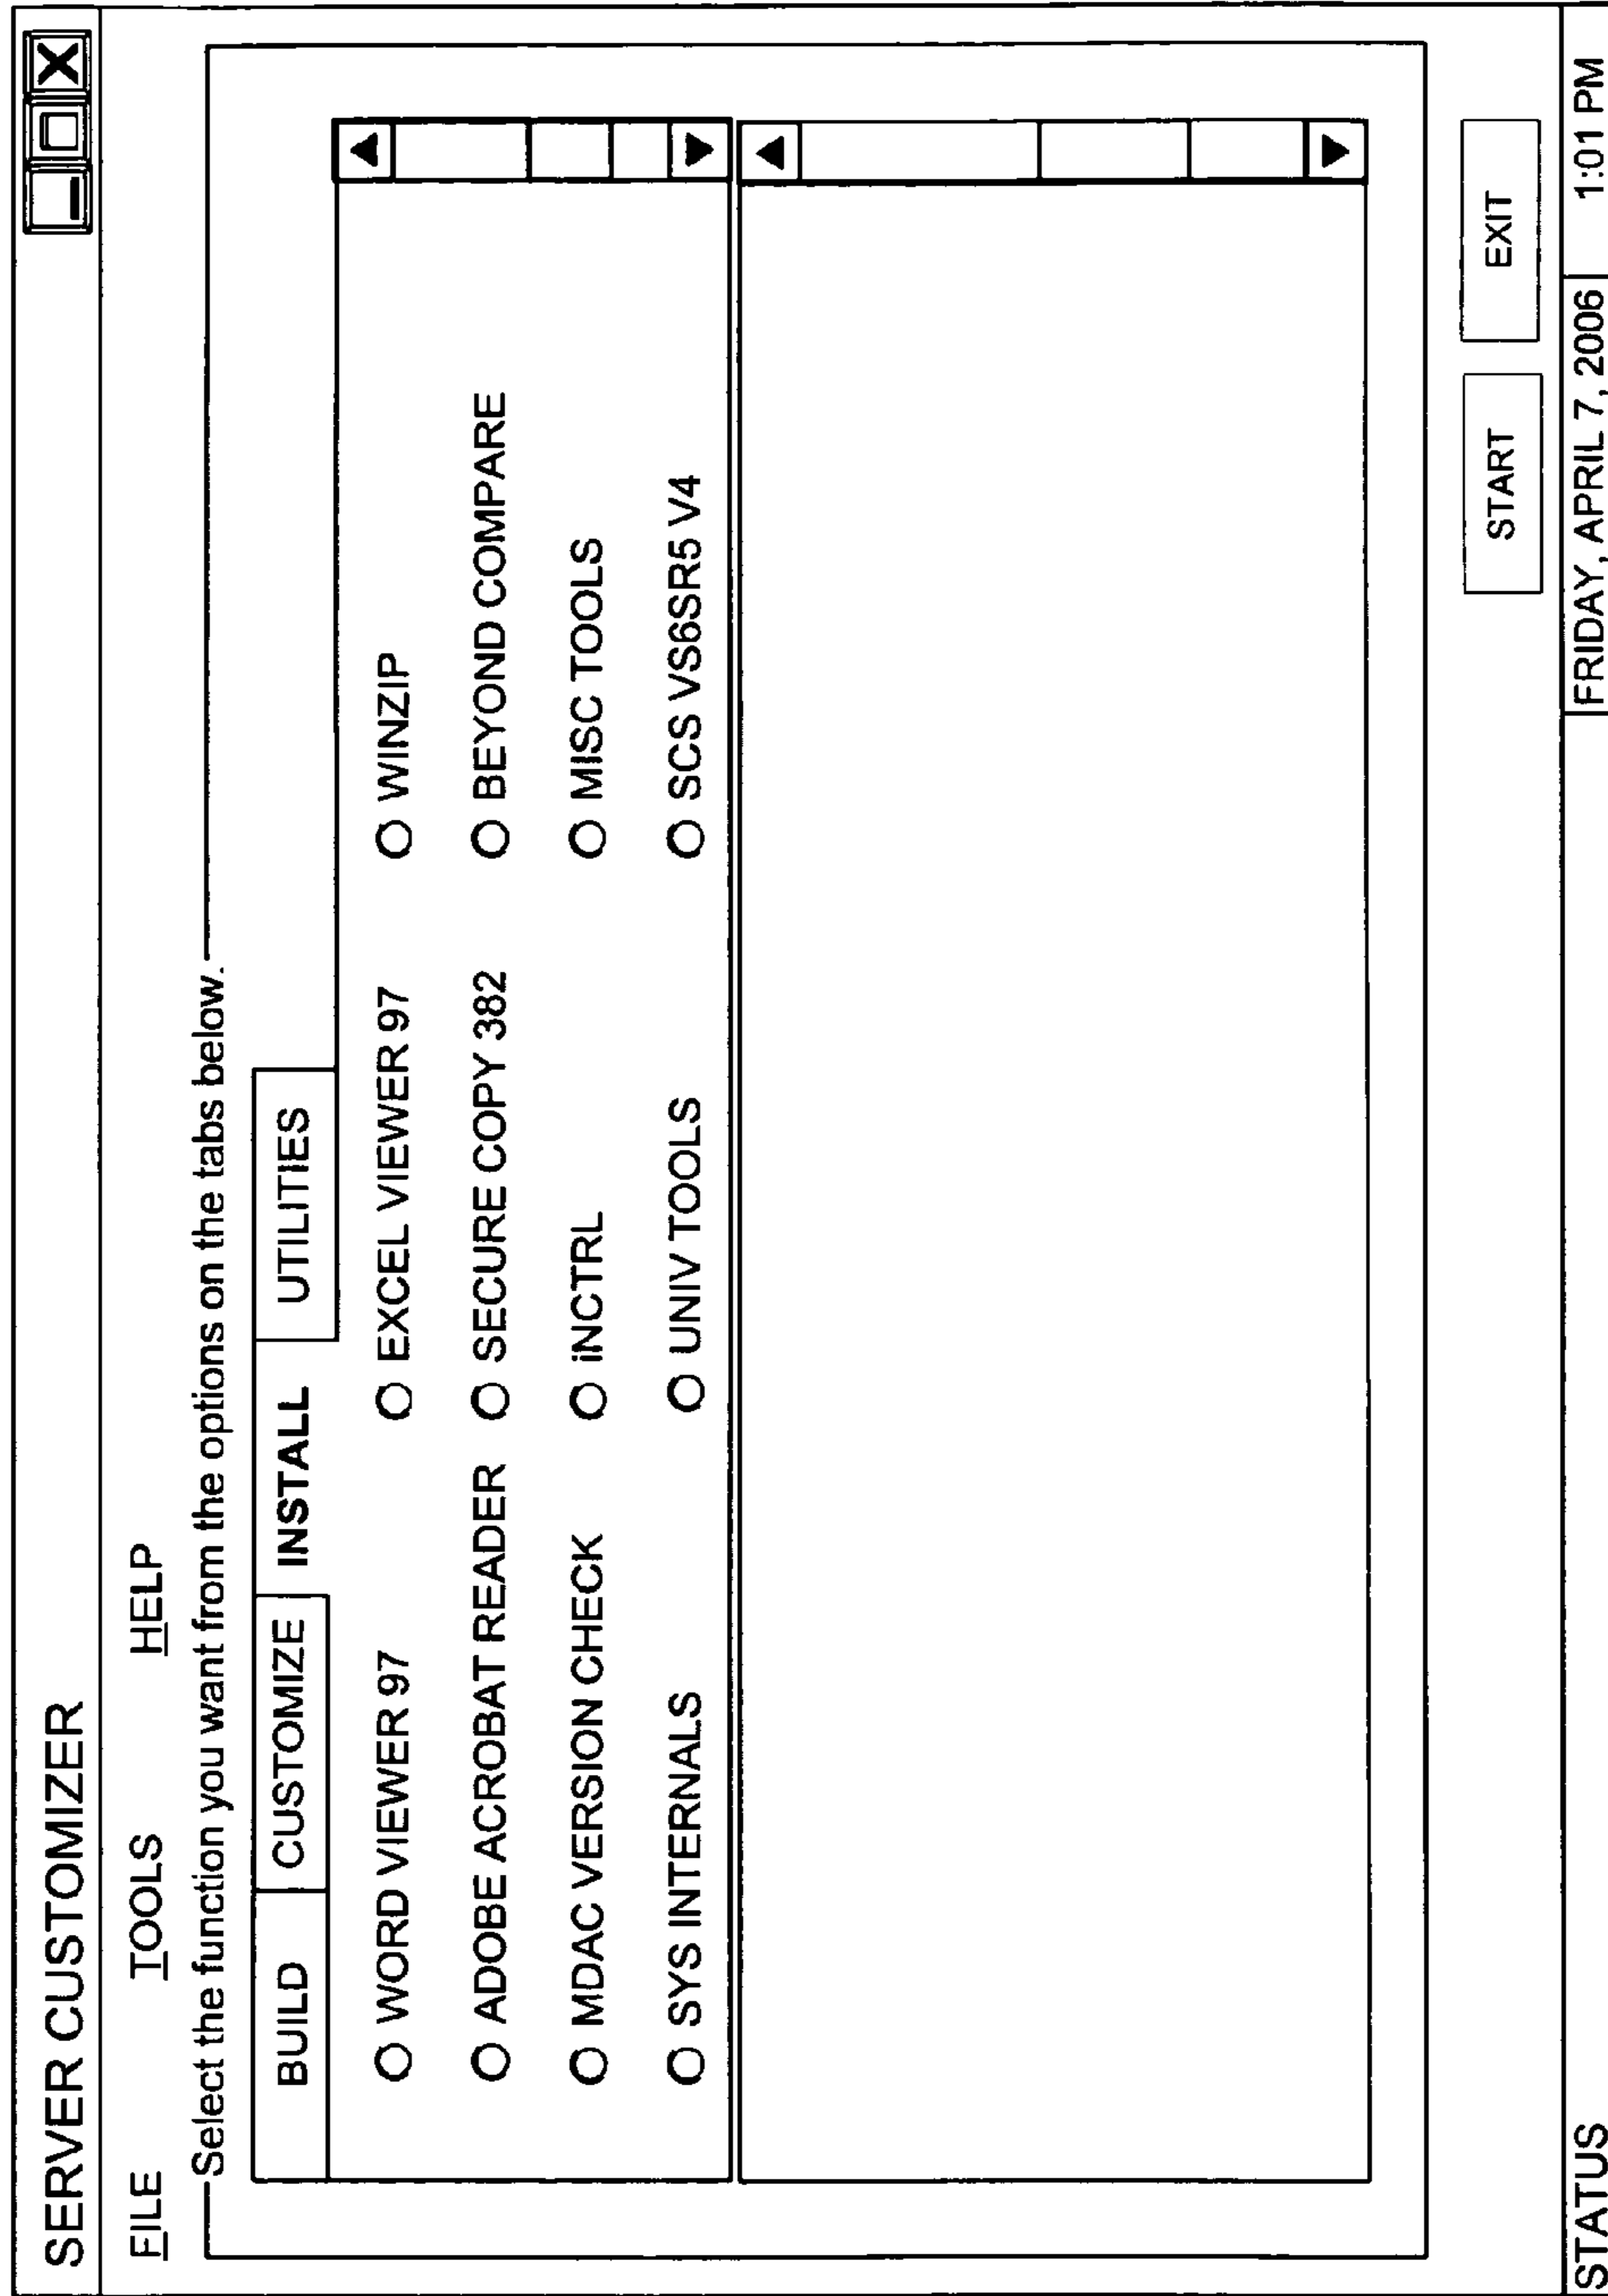 SERVER CUSTOMIZER
FILE TOOLS HELP
Select the function you want from the options on the tabs below.
BUILD CUSTOMIZE INSTALL UTILITIES
WORD VIEWER 97 EXCEL VIEWER 97 WINZIP
ADOBE ACROBAT READER SECURE COPY 382 BEYOND COMPARE
MDAC VERSION CHECK iNCTRL MISC TOOLS
SYS INTERNALS UNIV TOOLS SCS VS6SR5 V4
START EXIT
STATUS FRIDAY, APRIL 7, 2006 1:01 PM